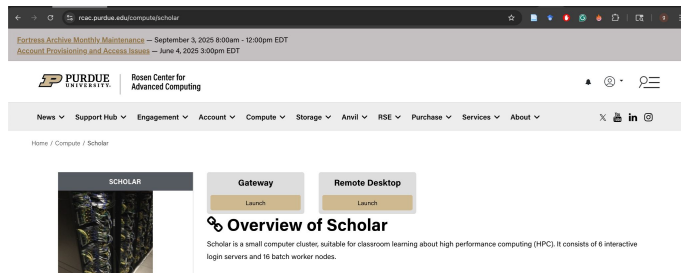 rcac.purdue.edu/compute/scholar
Fortress Archive Monthly Maintenance — September 3, 2025 8:00am - 12:00pm EDT
Account Provisioning and Access Issues — June 4, 2025 3:00pm EDT
PURDUE UNIVERSITY®
Rosen Center for
Advanced Computing
News Support Hub Engagement Account Compute Storage Anvil RSE Purchase Services About
Home / Compute / Scholar
SCHOLAR
Gateway Remote Desktop
Launch Launch
Overview of Scholar
Scholar is a small computer cluster, suitable for classroom learning about high performance computing (HPC). It consists of 6 interactive
login servers and 16 batch worker nodes.